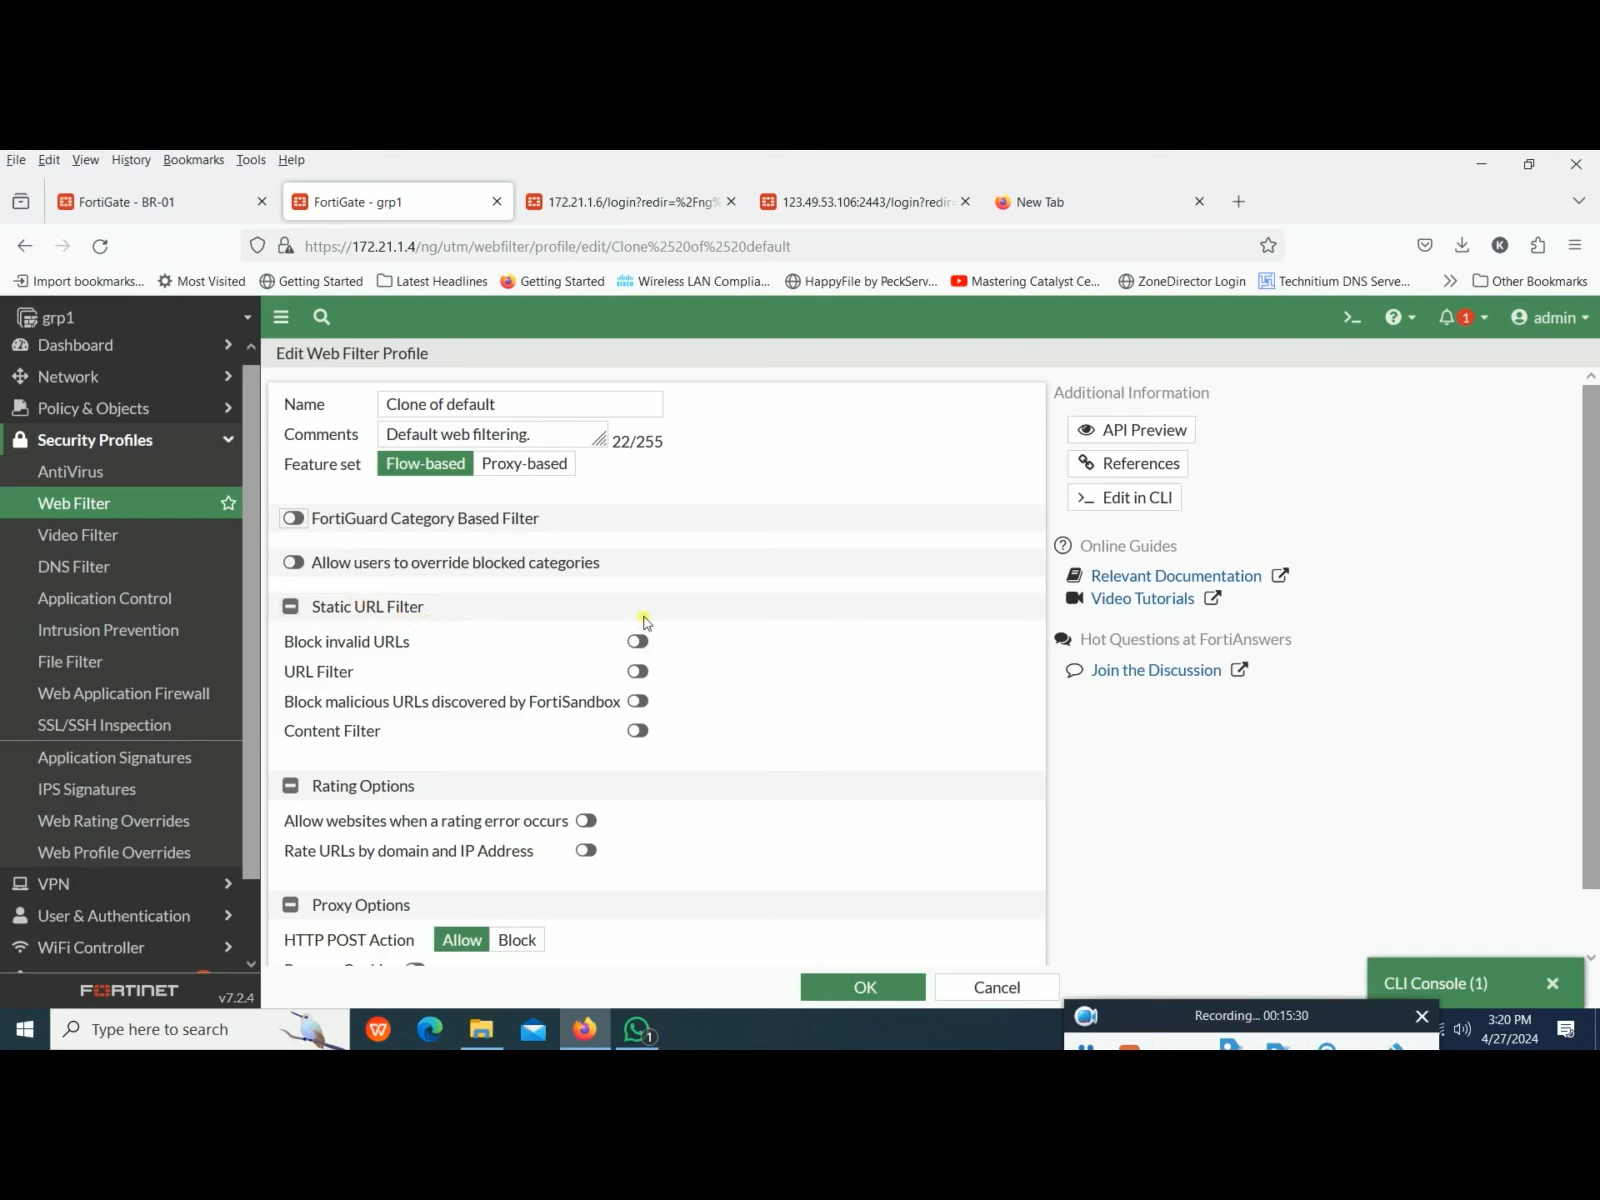 File Edit View History Bookmarks Tools Help
FortiGate - BR-01
FortiGate - grp1
172.21.1.6/login?redir=%2Fng%
123.49.53.106:2443/login?redir=
New Tab
https://172.21.1.4/ng/utm/webfilter/profile/edit/Clone%2520of%2520default
K
Import bookmarks... Most Visited Getting Started Latest Headlines Getting Started Wireless LAN Complia... HappyFile by PeckServ... Mastering Catalyst Ce... ZoneDirector Login Technitium DNS Serve... Other Bookmarks
grp1
1
admin
Dashboard
Network
Policy & Objects
Security Profiles
AntiVirus
Web Filter
Video Filter
DNS Filter
Application Control
Intrusion Prevention
File Filter
Web Application Firewall
SSL/SSH Inspection
Application Signatures
IPS Signatures
Web Rating Overrides
Web Profile Overrides
VPN
User & Authentication
WiFi Controller
FORTINET
v7.2.4
Edit Web Filter Profile
Name Clone of default
Comments Default web filtering. 22/255
Feature set Flow-based Proxy-based
FortiGuard Category Based Filter
Allow users to override blocked categories
Static URL Filter
Block invalid URLs
URL Filter
Block malicious URLs discovered by FortiSandbox
Content Filter
Rating Options
Allow websites when a rating error occurs
Rate URLs by domain and IP Address
Proxy Options
HTTP POST Action Allow Block
OK Cancel
Additional Information
API Preview
References
>_ Edit in CLI
Online Guides
Relevant Documentation
Video Tutorials
Hot Questions at FortiAnswers
Join the Discussion
CLI Console (1)
Type here to search
W
1
Recording... 00:15:30
3:20 PM
4/27/2024